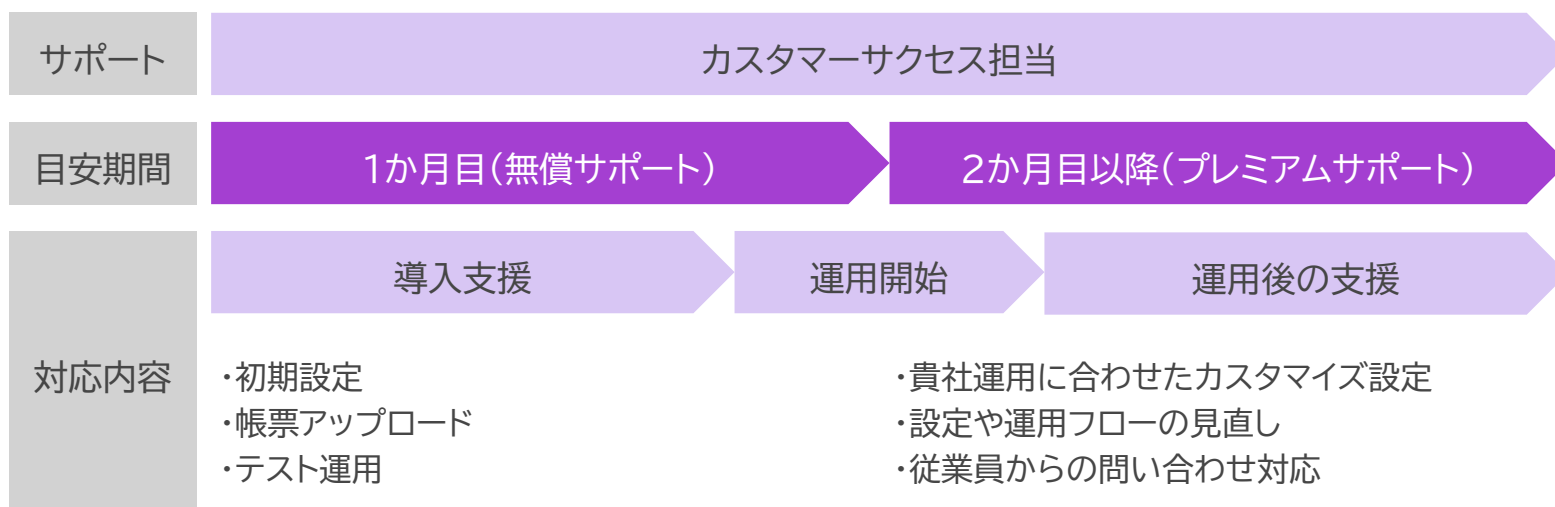 サポート
カスタマーサクセス担当
目安期間
1か月目(無償サポート)
2か月目以降(プレミアムサポート)
対応内容
導入支援
運用開始
運用後の支援
・初期設定
・帳票アップロード
・テスト運用
・貴社運用に合わせたカスタマイズ設定
・設定や運用フローの見直し
・従業員からの問い合わせ対応